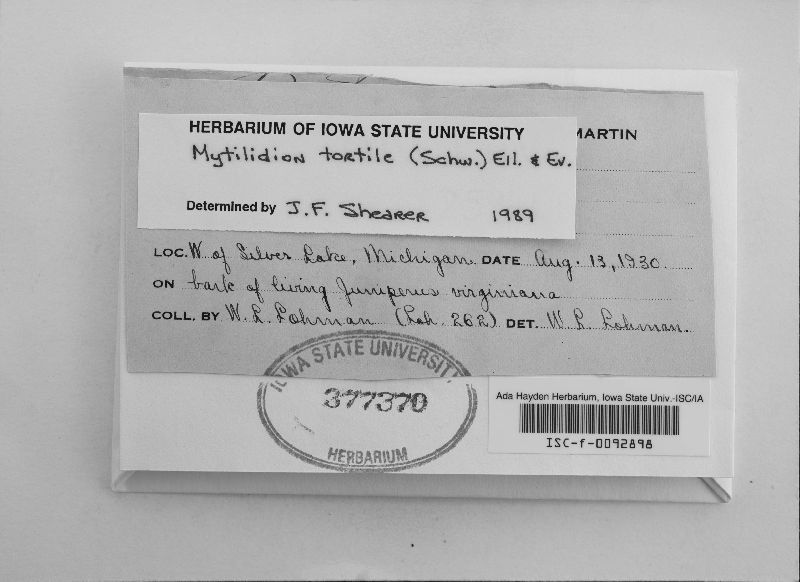 HERBARIUM OF IOWA STATE UNIVERSITY
MARTIN
Mytilidion tortile (Schw.) Ell. & Ev.
Determined by J.F. Shearer 1989
LOC. W. of Silver Lake, Michigan DATE Aug. 13, 1930.
ON bark of living Juniperus virginiana
COLL. BY W. L. Lohman (Loh. 262) DET. W. L. Lohman.
IOWA STATE UNIVERSITY
377370
HERBARIUM
Ada Hayden Herbarium, Iowa State Univ.-ISC/IA
ISC-f-0092898